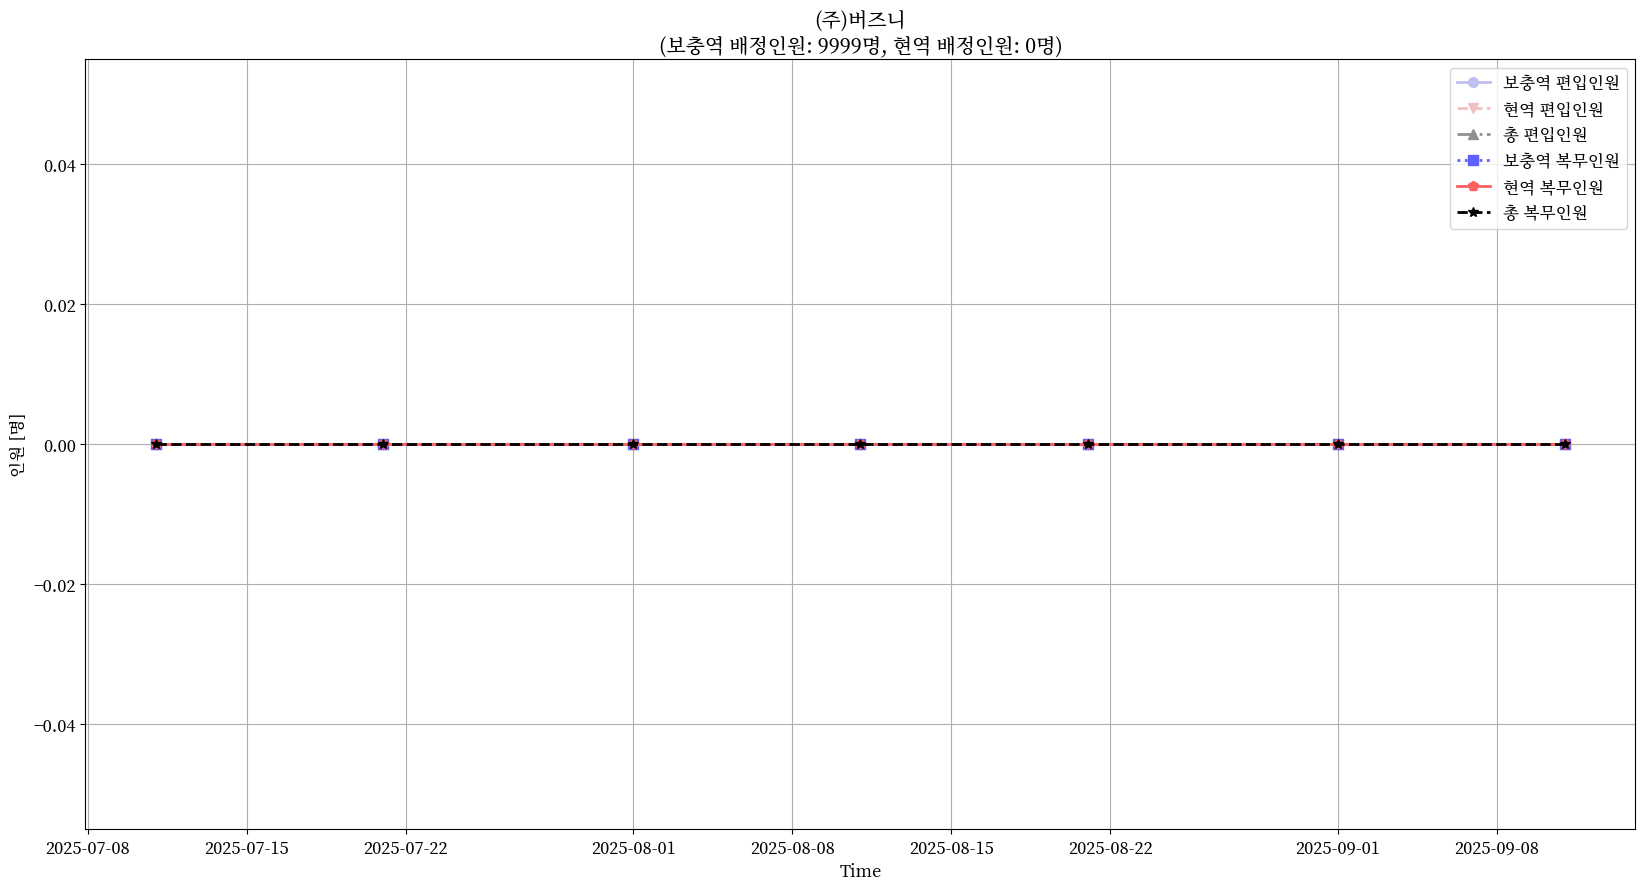 (주)버즈니
(보충역 배정인원: 9999명, 현역 배정인원: 0명)
보충역 편입인원
현역 편입인원
총 편입인원
보충역 복무인원
현역 복무인원
총 복무인원
0.04
0.02
0.00
−0.02
−0.04
인원 [명]
2025-07-08
2025-07-15
2025-07-22
2025-08-01
2025-08-08
2025-08-15
2025-08-22
2025-09-01
2025-09-08
Time